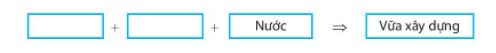 + + Nước ⇒ Vữa xây dựng